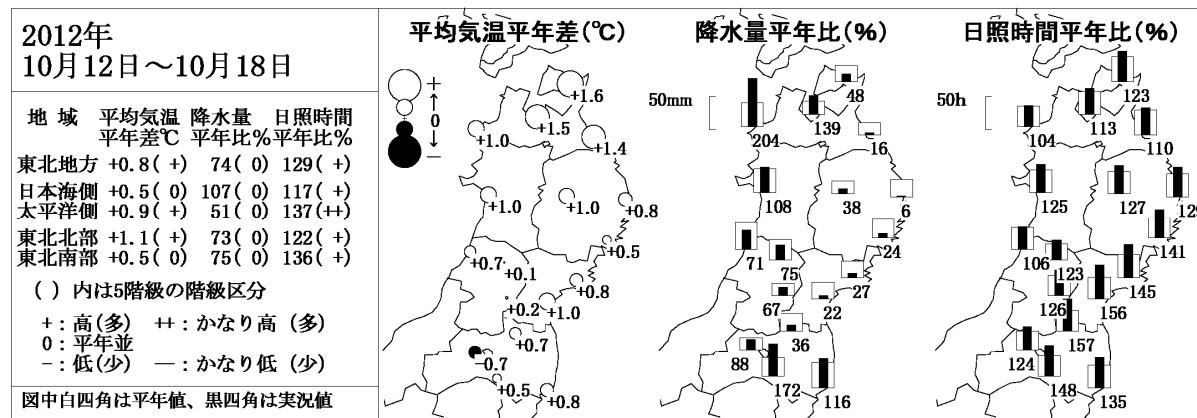 2012年
10月12日～10月18日
地 域 平均気温 降水量 日照時間
平年差℃ 平年比% 平年比%
東北地方 +0.8( +) 74( 0) 129( +)
日本海側 +0.5( 0) 107( 0) 117( +)
太平洋側 +0.9( +) 51( 0) 137(++)
東北北部 +1.1( +) 73( 0) 122( +)
東北南部 +0.5( 0) 75( 0) 136( +)
( ) 内は5階級の階級区分
+：高(多) ++：かなり高 (多)
0：平年並
−：低(少) —：かなり低 (少)
図中白四角は平年値、黒四角は実況値
平均気温平年差(℃)
+
↑
0
↓
−
+1.6
+1.5
+1.0
+1.4
+1.0
+1.0
+0.8
+0.5
+0.7
+0.1
+0.8
+0.2
+1.0
+0.7
−0.7
+0.5
+0.8
降水量平年比(%)
50mm
48
139
204
16
108
38
6
24
71
75
27
67
22
36
88
172
116
日照時間平年比(%)
50h
123
113
104
110
125
127
129
141
106
123
145
126
156
157
124
148
135